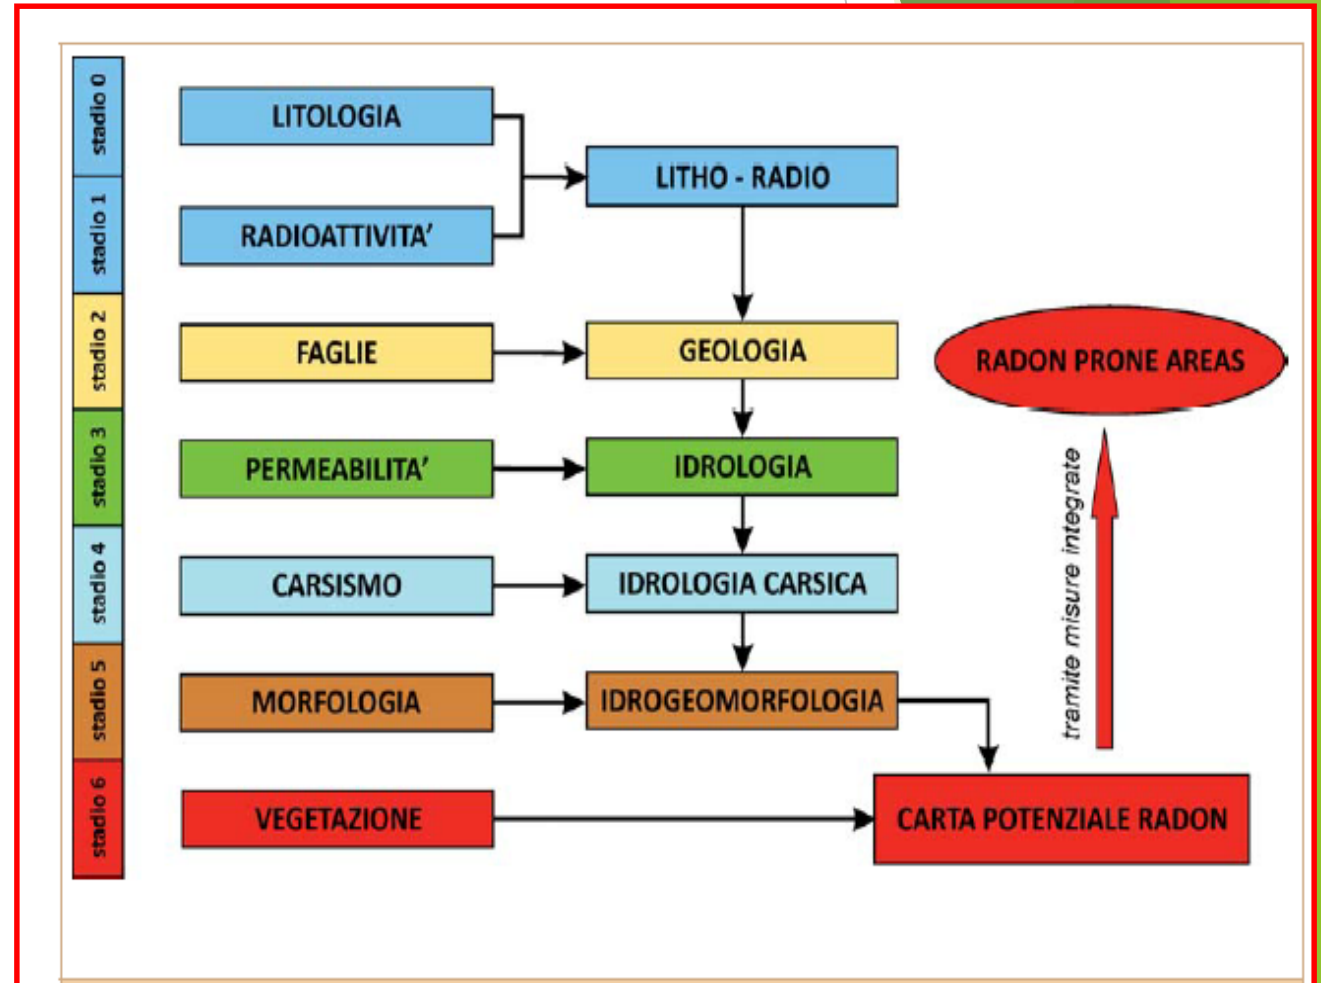 stadio 0
LITOLOGIA
LITHO - RADIO
stadio 1
RADIOATTIVITA’
stadio 2
FAGLIE
GEOLOGIA
RADON PRONE AREAS
stadio 3
PERMEABILITA’
IDROLOGIA
tramite misure integrate
stadio 4
CARSISMO
IDROLOGIA CARSICA
stadio 5
MORFOLOGIA
IDROGEOMORFOLOGIA
stadio 6
VEGETAZIONE
CARTA POTENZIALE RADON